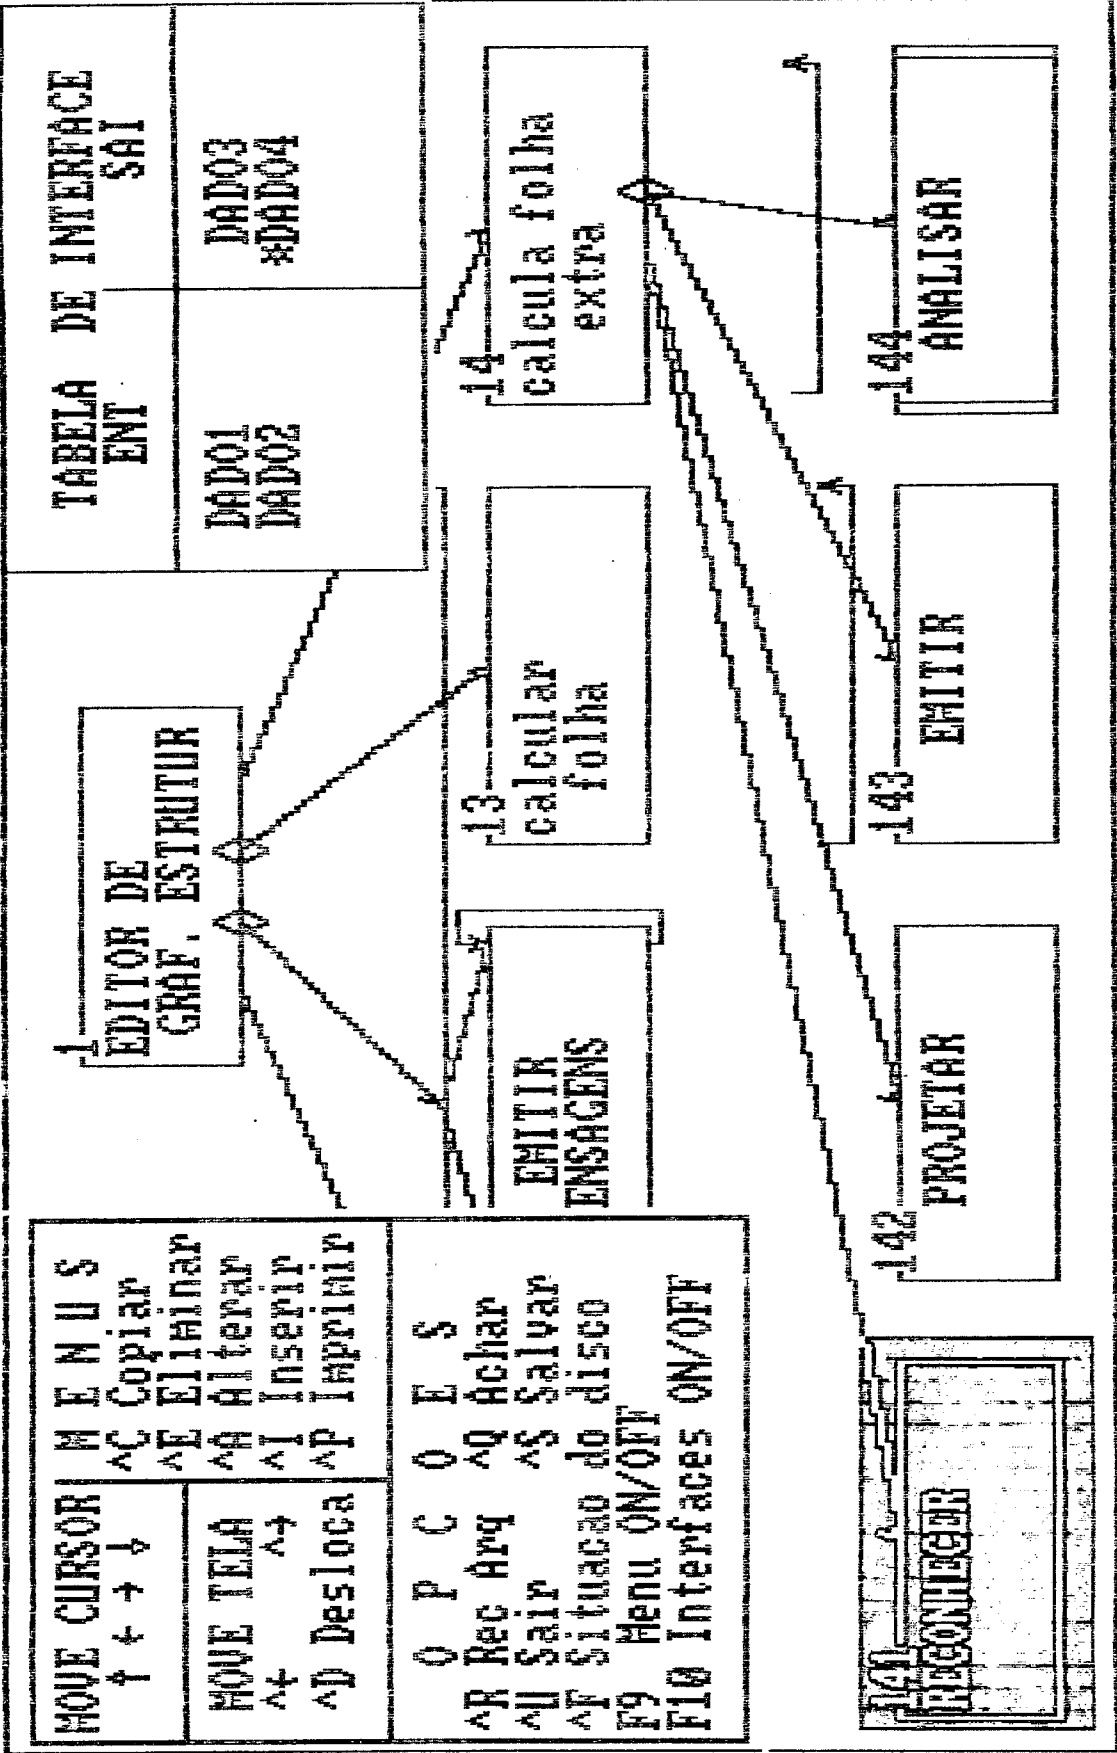 MOVE CURSOR
↑ ← → ↓
M E N U S
^C Copiar
^E Eliminar
^A Alterar
^I Inserir
^P Imprimir
MOVE TELA
^← ^→
^D Desloca
O P C O E S
^R Rec Arq ^Q Achar
^U Sair ^S Salvar
^F Situacao do disco
F9 Menu ON/OFF
F10 Interfaces ON/OFF
1
EDITOR DE
GRAF. ESTRUTUR
TABELA DE INTERFACE
ENT SAI
DADO1 DADO3
DADO2 *DADO4
EMITIR
ENSAGENS
13
calcular
folha
14
calcula folha
extra
141
RECONHECER
142
PROJETAR
143
EMITIR
144
ANALISAR